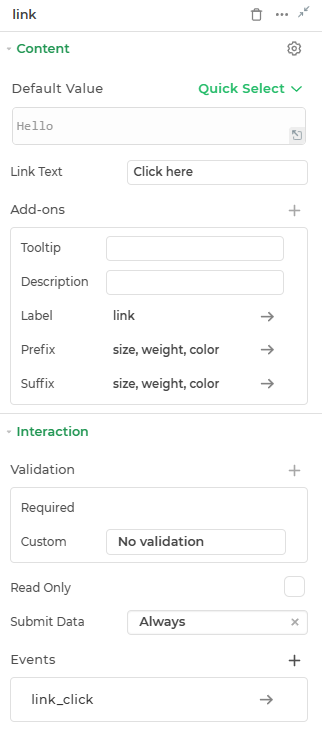 link
Content
Default Value Quick Select
Hello
Link Text Click here
Add-ons
Tooltip
Description
Label link
Prefix size, weight, color
Suffix size, weight, color
Interaction
Validation
Required
Custom No validation
Read Only
Submit Data Always
Events
link_click